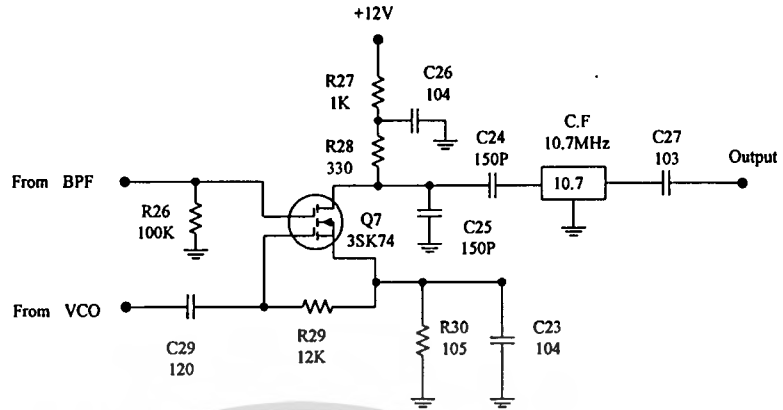 +12V
R27
1K
C26
104
R28
330
C24
150P
C.F
10.7MHz
10.7
C27
103
Output
From BPF
R26
100K
Q7
3SK74
C25
150P
From VCO
C29
120
R29
12K
R30
105
C23
104